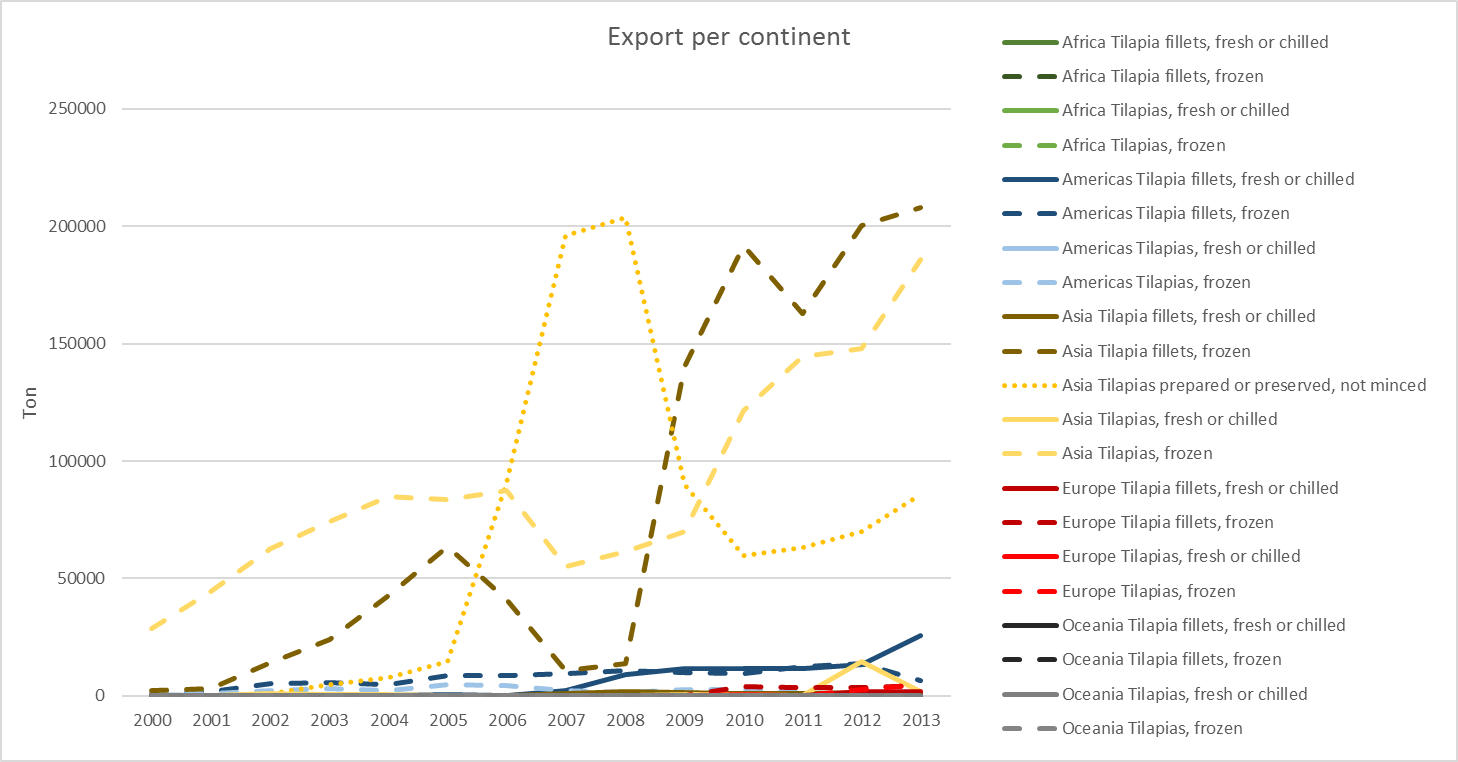 Export per continent
250000
200000
150000
100000
50000
0
Ton
2000 2001 2002 2003 2004 2005 2006 2007 2008 2009 2010 2011 2012 2013
Africa Tilapia fillets, fresh or chilled
Africa Tilapia fillets, frozen
Africa Tilapias, fresh or chilled
Africa Tilapias, frozen
Americas Tilapia fillets, fresh or chilled
Americas Tilapia fillets, frozen
Americas Tilapias, fresh or chilled
Americas Tilapias, frozen
Asia Tilapia fillets, fresh or chilled
Asia Tilapia fillets, frozen
Asia Tilapias prepared or preserved, not minced
Asia Tilapias, fresh or chilled
Asia Tilapias, frozen
Europe Tilapia fillets, fresh or chilled
Europe Tilapia fillets, frozen
Europe Tilapias, fresh or chilled
Europe Tilapias, frozen
Oceania Tilapia fillets, fresh or chilled
Oceania Tilapia fillets, frozen
Oceania Tilapias, fresh or chilled
Oceania Tilapias, frozen